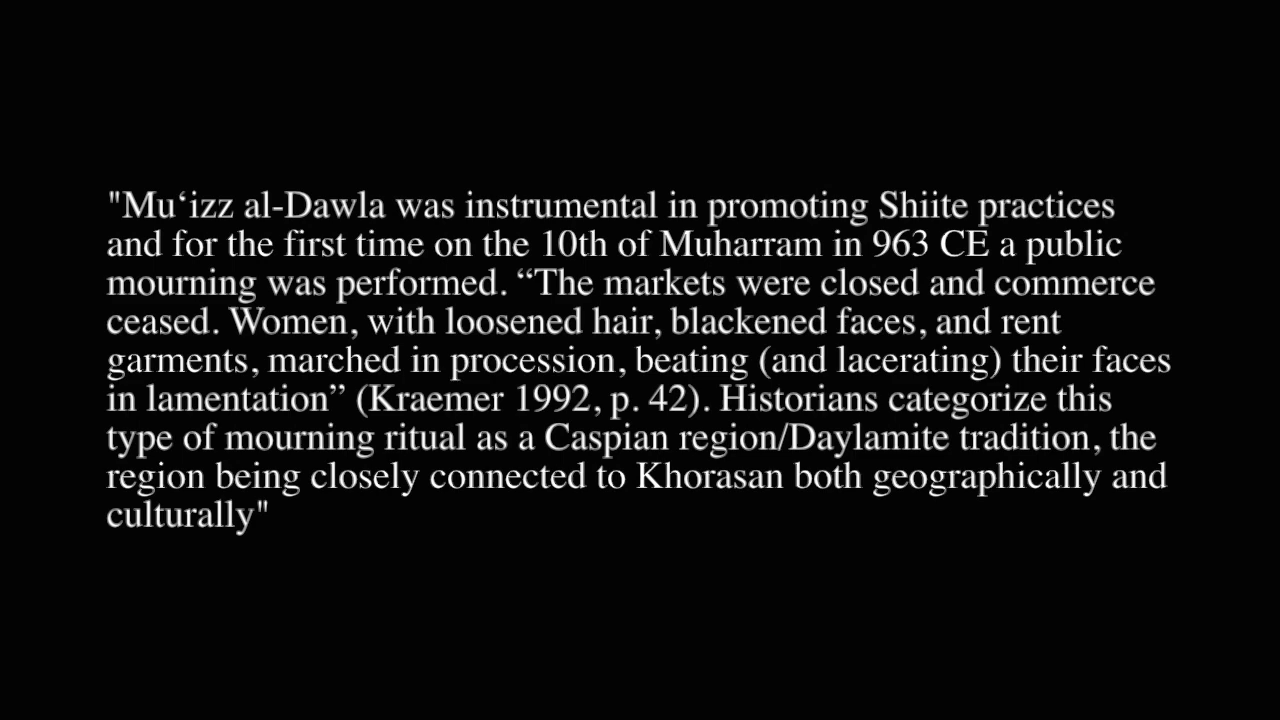 "Mu‘izz al-Dawla was instrumental in promoting Shiite practices
and for the first time on the 10th of Muharram in 963 CE a public
mourning was performed. “The markets were closed and commerce
ceased. Women, with loosened hair, blackened faces, and rent
garments, marched in procession, beating (and lacerating) their faces
in lamentation” (Kraemer 1992, p. 42). Historians categorize this
type of mourning ritual as a Caspian region/Daylamite tradition, the
region being closely connected to Khorasan both geographically and
culturally"